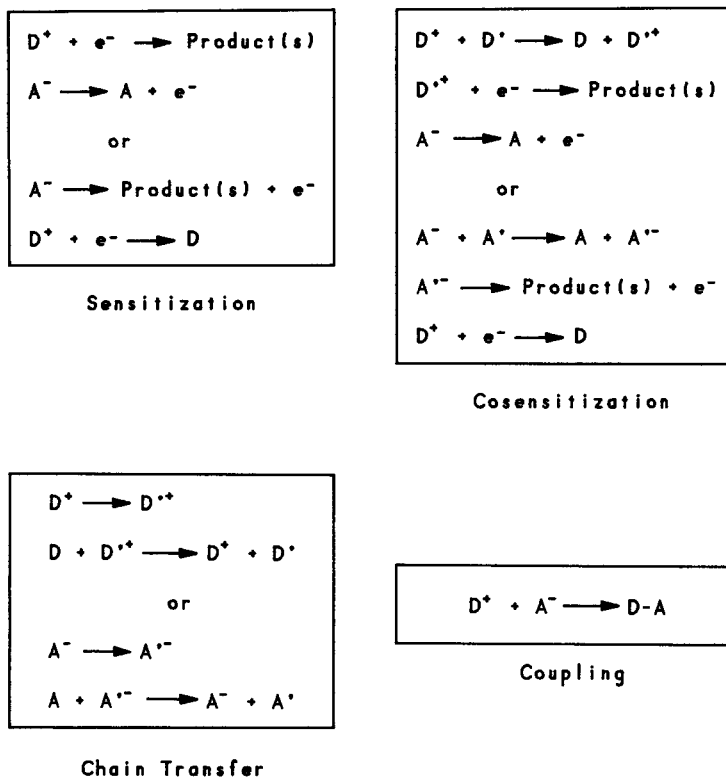 D⁺ + e⁻ ⟶ Product(s)
A⁻ ⟶ A + e⁻
or
A⁻ ⟶ Product(s) + e⁻
D⁺ + e⁻ ⟶ D
Sensitization
D⁺ + D' ⟶ D + D'⁺
D'⁺ + e⁻ ⟶ Product(s)
A⁻ ⟶ A + e⁻
or
A⁻ + A' ⟶ A + A'⁻
A'⁻ ⟶ Product(s) + e⁻
D⁺ + e⁻ ⟶ D
Cosensitization
D⁺ ⟶ D'⁺
D + D'⁺ ⟶ D⁺ + D'
or
A⁻ ⟶ A'⁻
A + A'⁻ ⟶ A⁻ + A'
Chain Transfer
D⁺ + A⁻ ⟶ D-A
Coupling